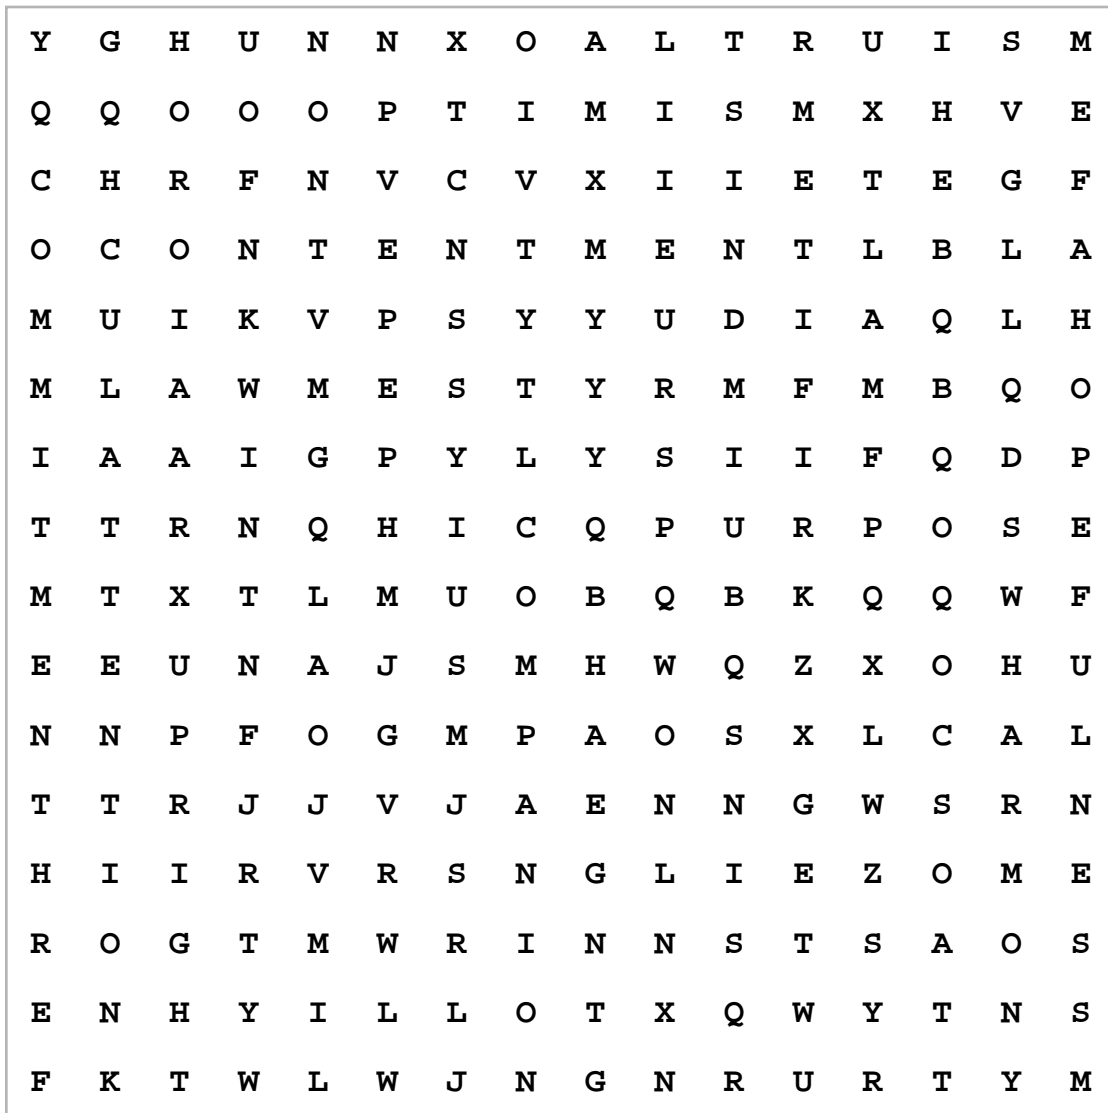 Y G H U N N X O A L T R U I S M
Q Q O O O P T I M I S M X H V E
C H R F N V C V X I I E T E G F
O C O N T E N T M E N T L B L A
M U I K V P S Y Y U D I A Q L H
M L A W M E S T Y R M F M B Q O
I A A I G P Y L Y S I I F Q D P
T T R N Q H I C Q P U R P O S E
M T X T L M U O B Q B K Q Q W F
E E U N A J S M H W Q Z X O H U
N N P F O G M P A O S X L C A L
T T R J J V J A E N N G W S R N
H I I R V R S N G L I E Z O M E
R O G T M W R I N N S T S A O S
E N H Y I L L O T X Q W Y T N S
F K T W L W J N G N R U R T Y M